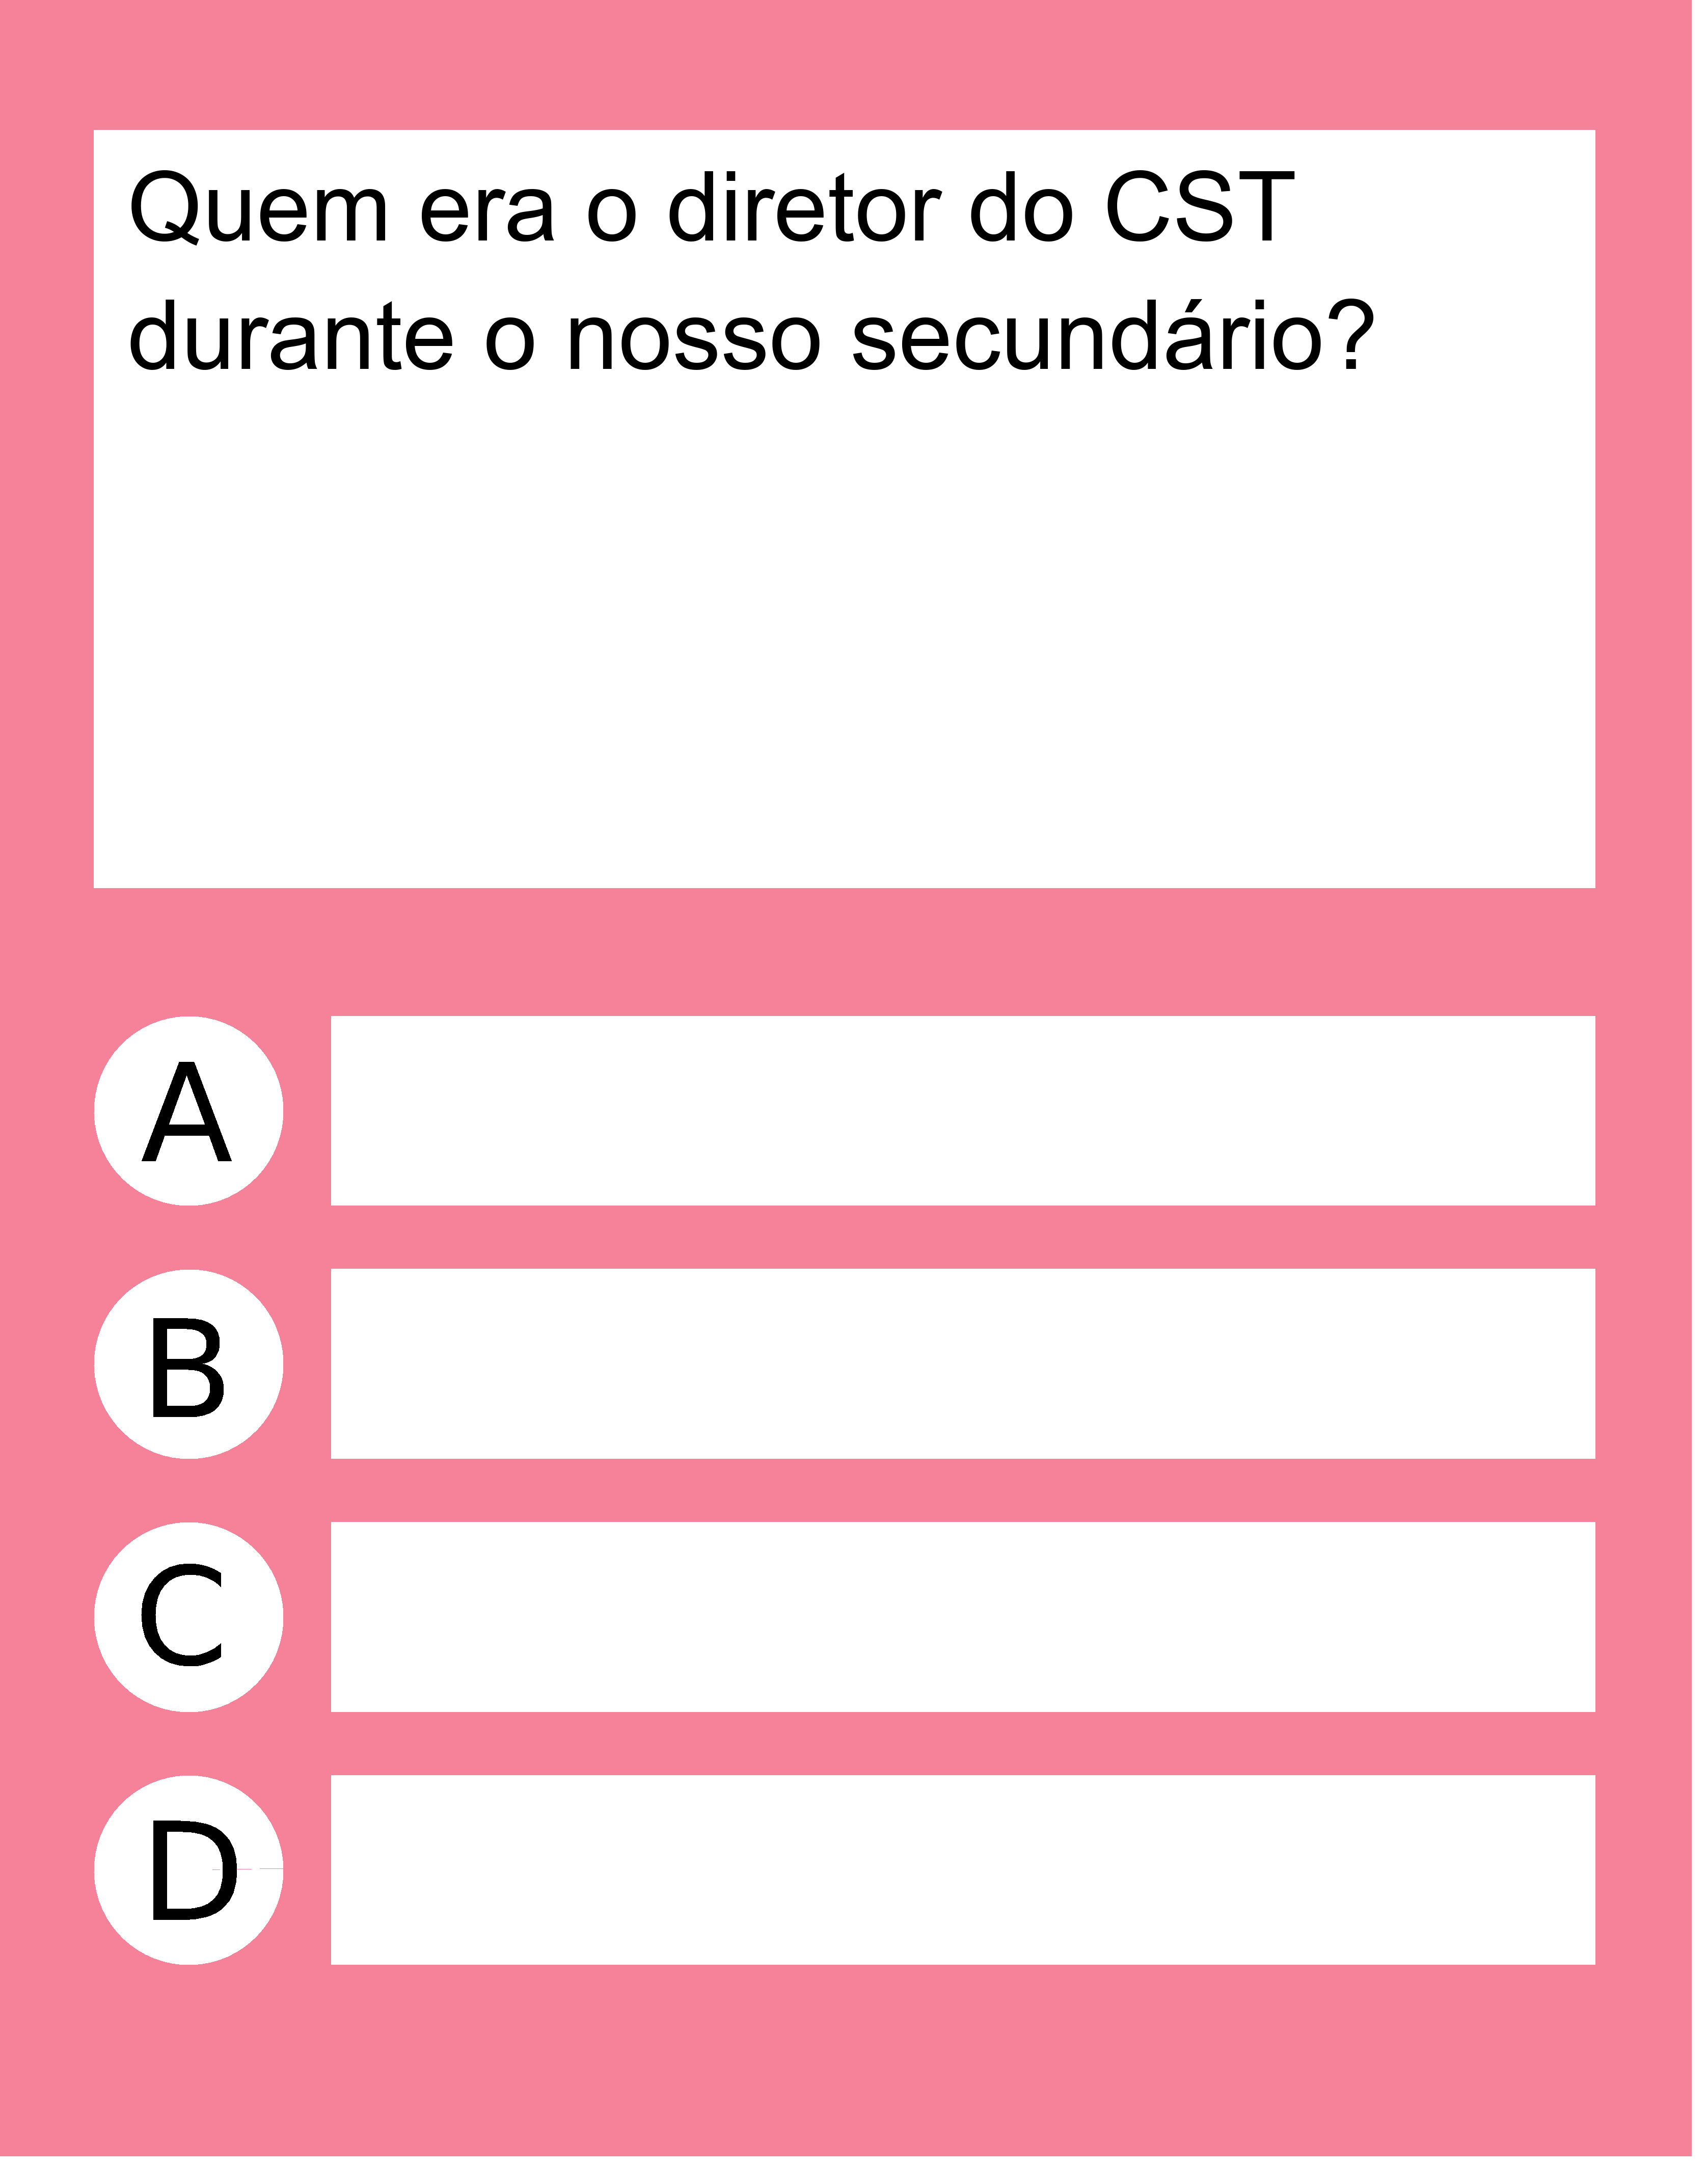 Quem era o diretor do CST
durante o nosso secundário?
A
B
C
D